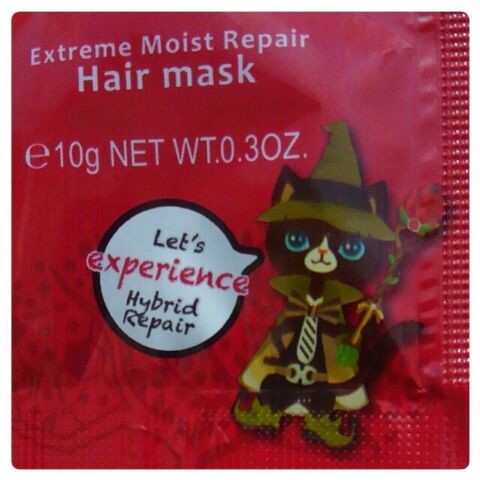 Extreme Moist Repair
Hair mask
℮10g NET WT.0.3OZ.
Let's
experience
Hybrid
Repair